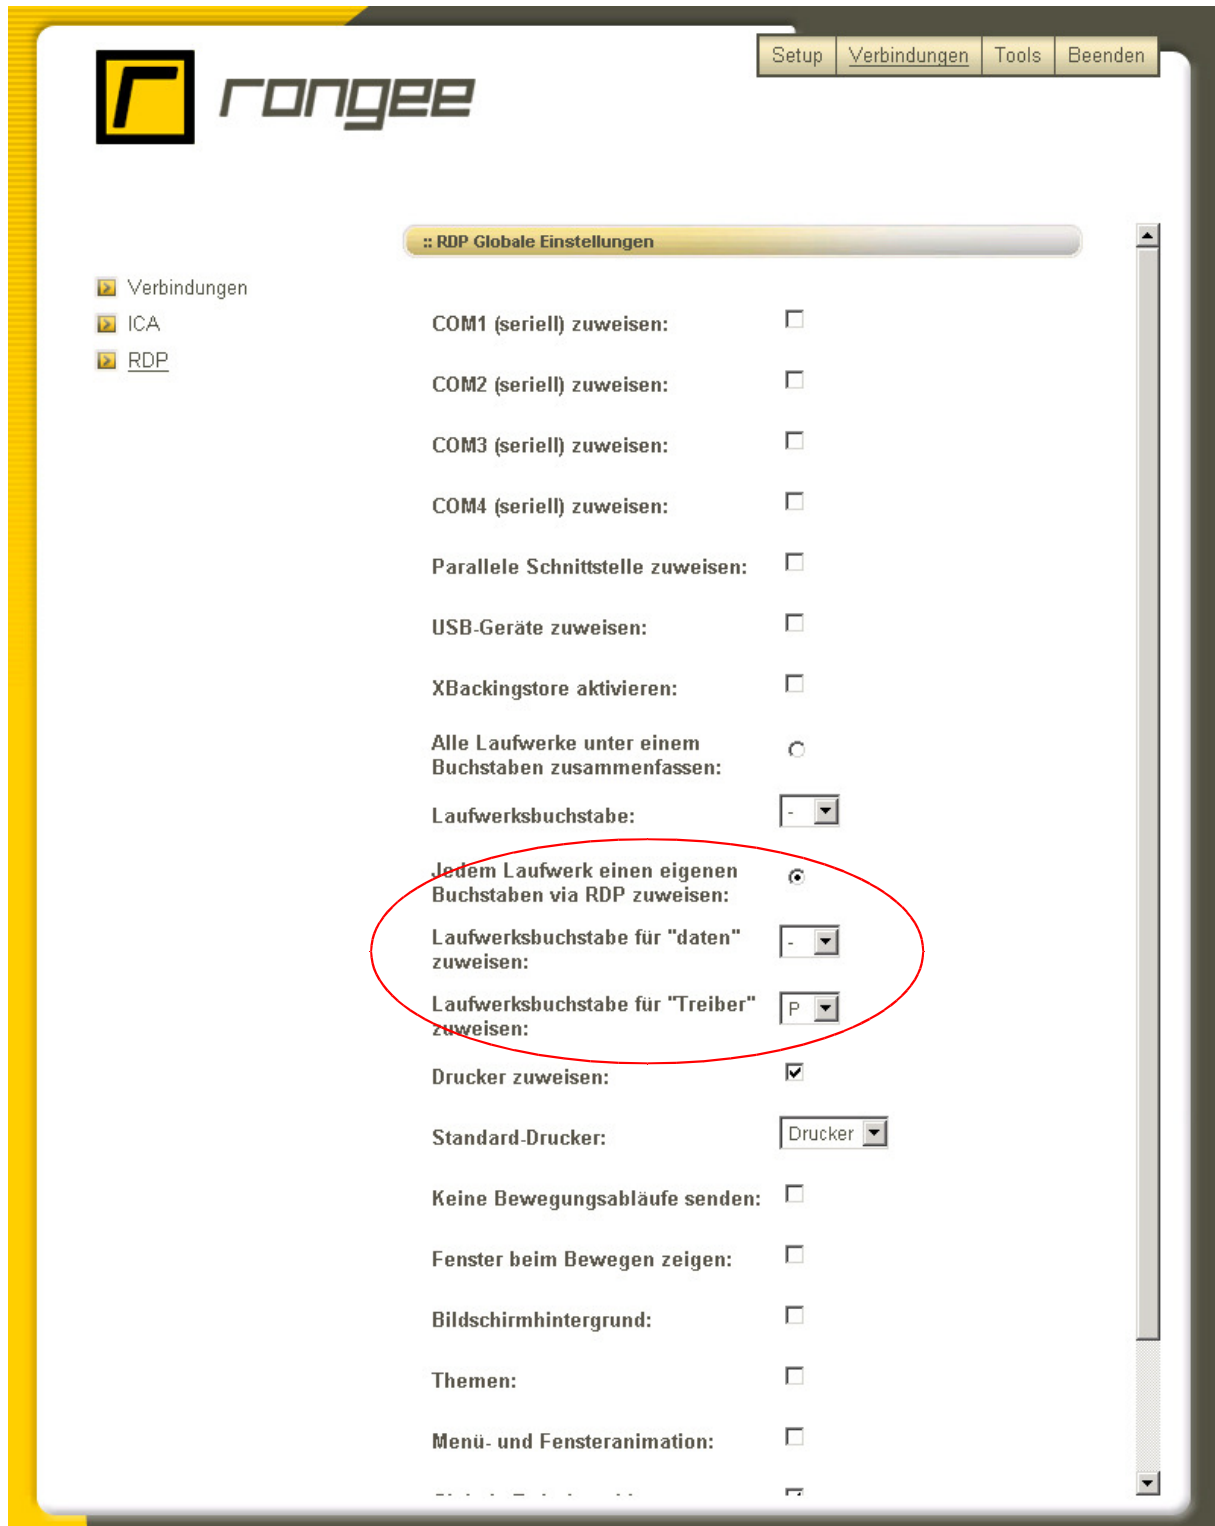 Setup Verbindungen Tools Beenden
rangee
:: RDP Globale Einstellungen
Verbindungen
ICA
RDP
COM1 (seriell) zuweisen:
COM2 (seriell) zuweisen:
COM3 (seriell) zuweisen:
COM4 (seriell) zuweisen:
Parallele Schnittstelle zuweisen:
USB-Geräte zuweisen:
XBackingstore aktivieren:
Alle Laufwerke unter einem
Buchstaben zusammenfassen:
Laufwerksbuchstabe: -
Jedem Laufwerk einen eigenen
Buchstaben via RDP zuweisen:
Laufwerksbuchstabe für "daten" -
zuweisen:
Laufwerksbuchstabe für "Treiber" P
zuweisen:
Drucker zuweisen:
Standard-Drucker: Drucker
Keine Bewegungsabläufe senden:
Fenster beim Bewegen zeigen:
Bildschirmhintergrund:
Themen:
Menü- und Fensteranimation: